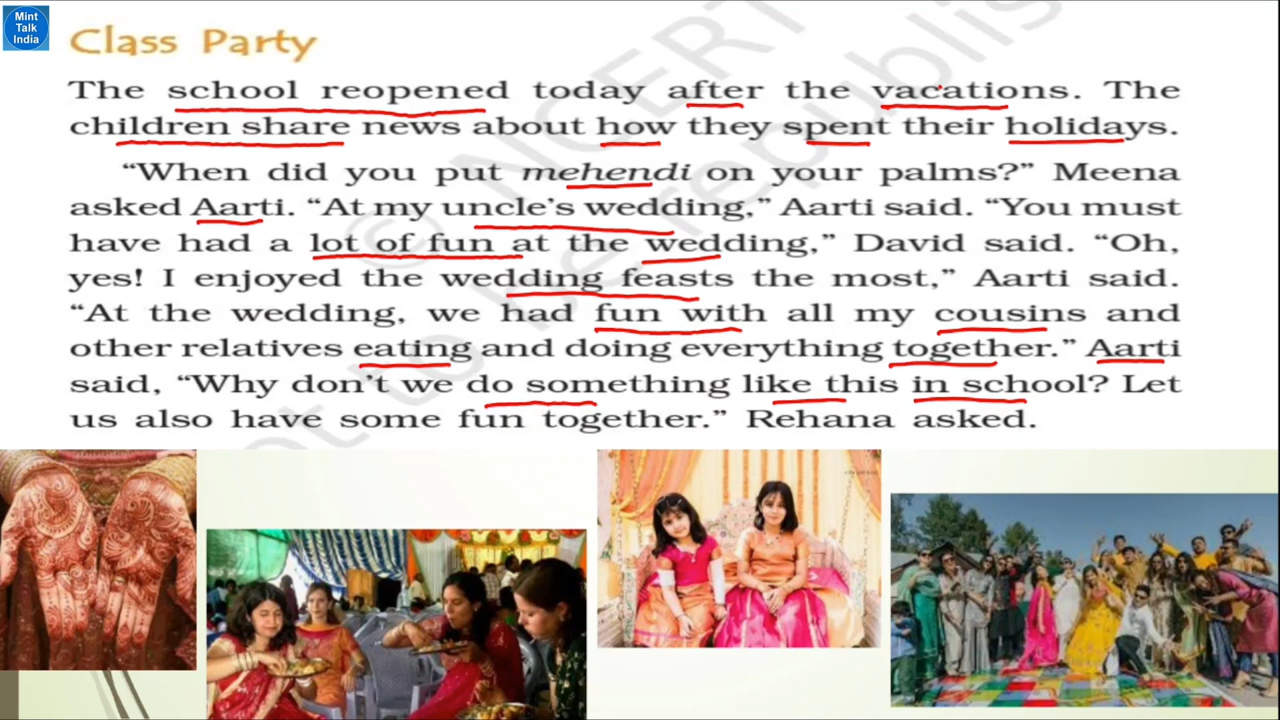 Mint
Talk
India
Class Party
The school reopened today after the vacations. The
children share news about how they spent their holidays.
“When did you put mehendi on your palms?” Meena
asked Aarti. “At my uncle’s wedding,” Aarti said. “You must
have had a lot of fun at the wedding,” David said. “Oh,
yes! I enjoyed the wedding feasts the most,” Aarti said.
“At the wedding, we had fun with all my cousins and
other relatives eating and doing everything together.” Aarti
said, “Why don’t we do something like this in school? Let
us also have some fun together.” Rehana asked.